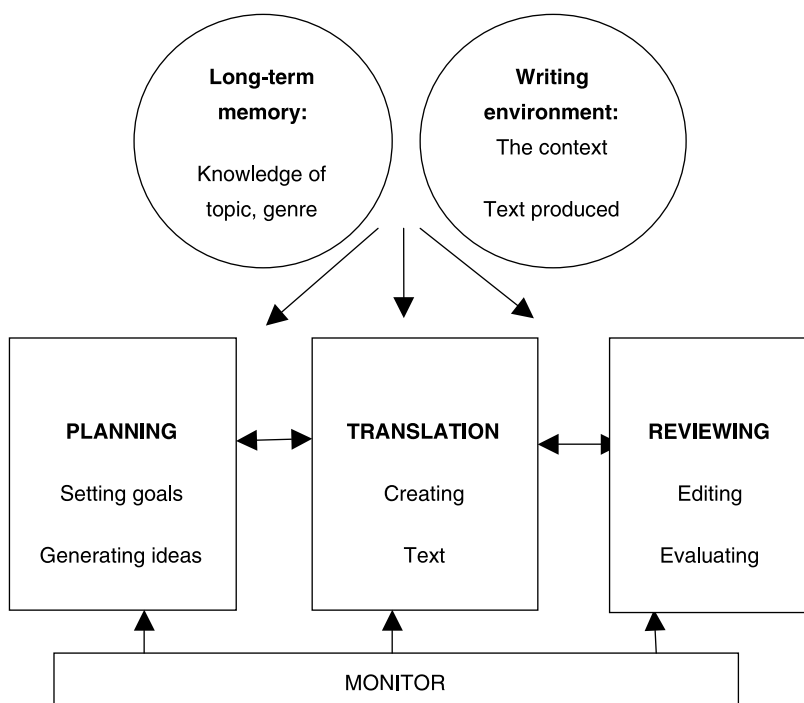 Long-term
memory:
Knowledge of
topic, genre
Writing
environment:
The context
Text produced
PLANNING
Setting goals
Generating ideas
TRANSLATION
Creating
Text
REVIEWING
Editing
Evaluating
MONITOR